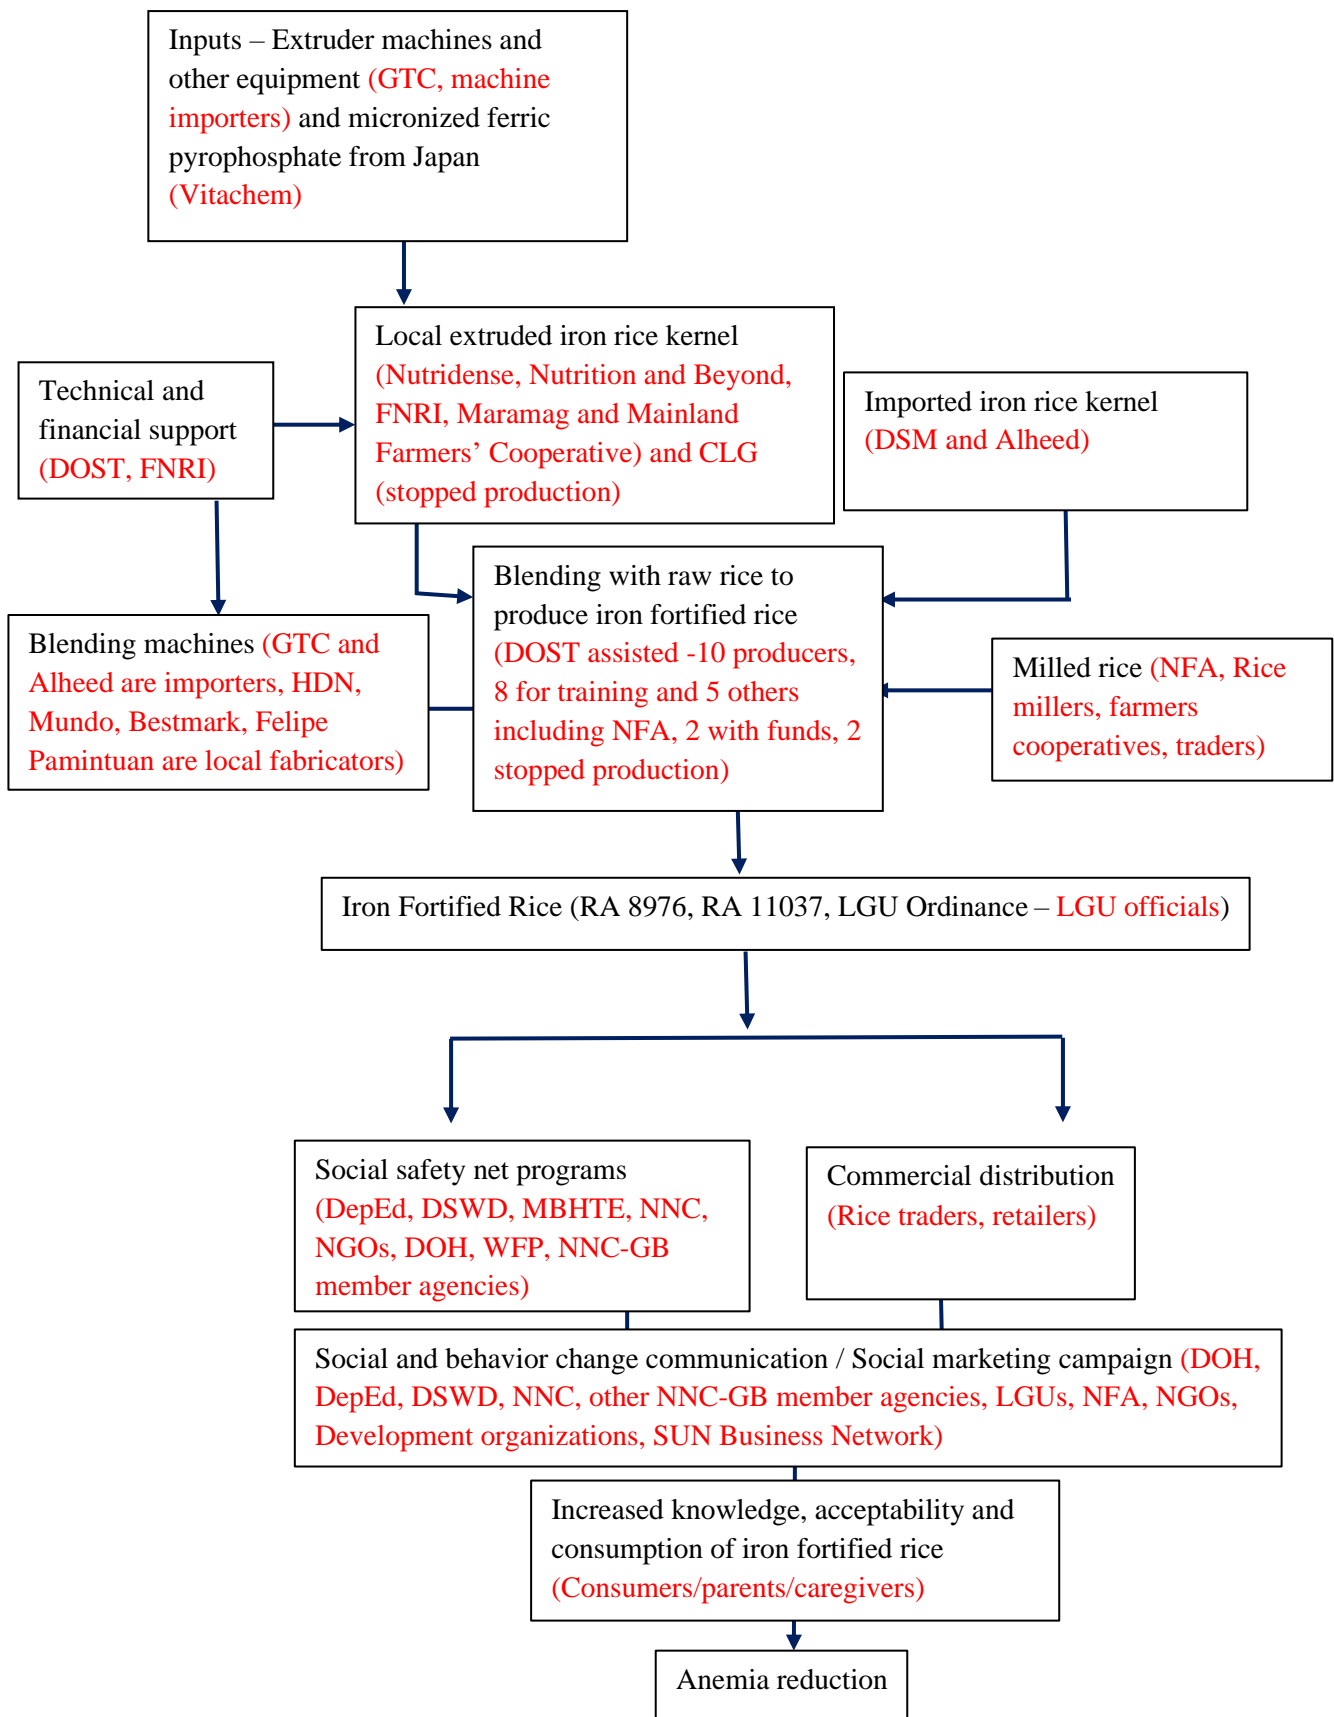 Inputs – Extruder machines and
other equipment (GTC, machine
importers) and micronized ferric
pyrophosphate from Japan
(Vitachem)
Local extruded iron rice kernel
(Nutridense, Nutrition and Beyond,
FNRI, Maramag and Mainland
Farmers’ Cooperative) and CLG
(stopped production)
Technical and
financial support
(DOST, FNRI)
Imported iron rice kernel
(DSM and Alheed)
Blending with raw rice to
produce iron fortified rice
(DOST assisted -10 producers,
8 for training and 5 others
including NFA, 2 with funds, 2
stopped production)
Blending machines (GTC and
Alheed are importers, HDN,
Mundo, Bestmark, Felipe
Pamintuan are local fabricators)
Milled rice (NFA, Rice
millers, farmers
cooperatives, traders)
Iron Fortified Rice (RA 8976, RA 11037, LGU Ordinance – LGU officials)
Social safety net programs
(DepEd, DSWD, MBHTE, NNC,
NGOs, DOH, WFP, NNC-GB
member agencies)
Commercial distribution
(Rice traders, retailers)
Social and behavior change communication / Social marketing campaign (DOH,
DepEd, DSWD, NNC, other NNC-GB member agencies, LGUs, NFA, NGOs,
Development organizations, SUN Business Network)
Increased knowledge, acceptability and
consumption of iron fortified rice
(Consumers/parents/caregivers)
Anemia reduction